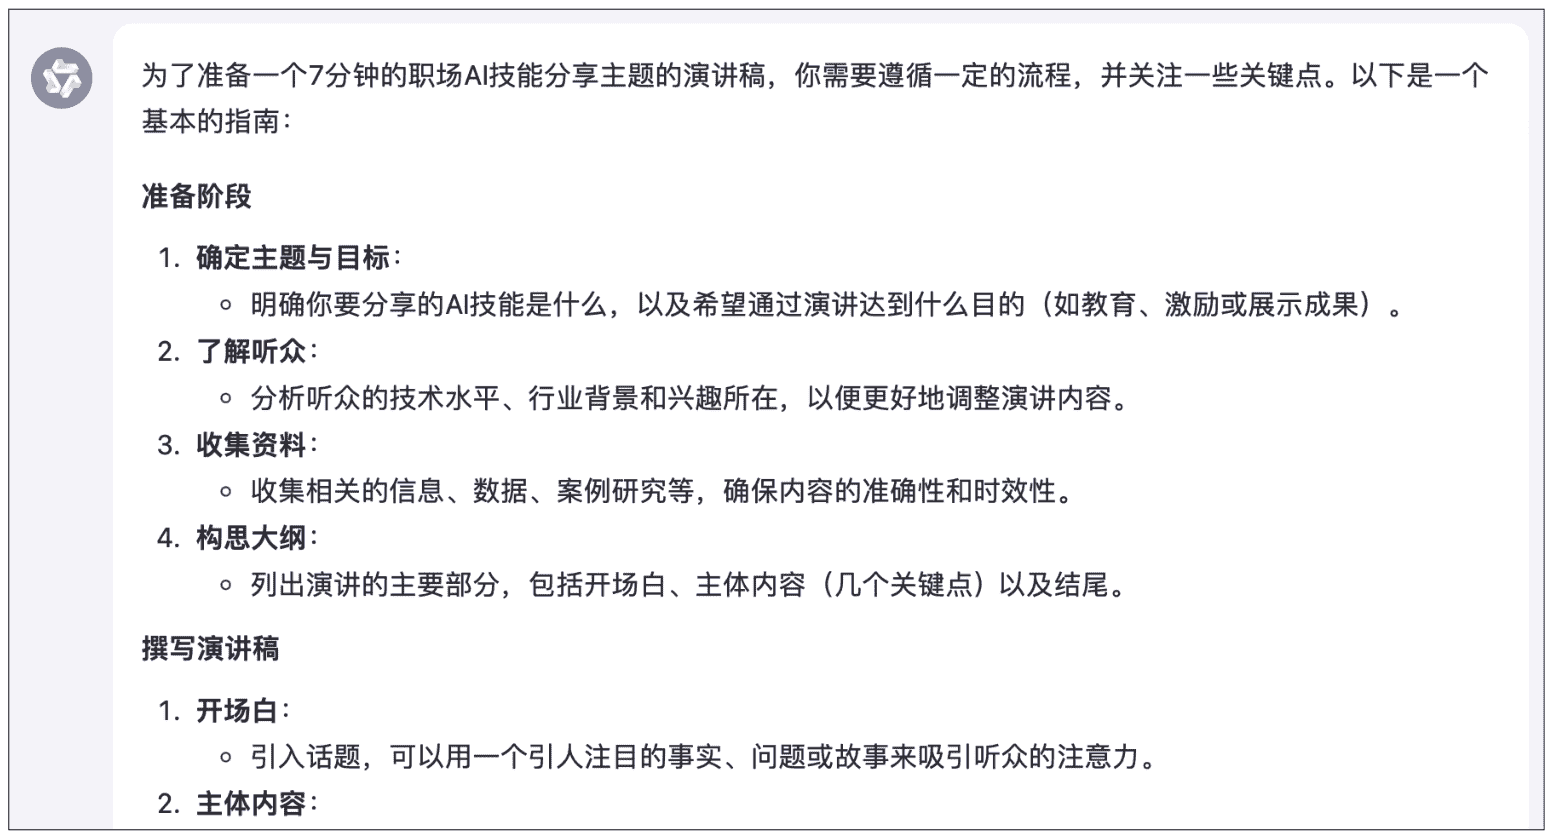 为了准备一个7分钟的职场AI技能分享主题的演讲稿，你需要遵循一定的流程，并关注一些关键点。以下是一个
基本的指南：
准备阶段
1. 确定主题与目标：
◦ 明确你要分享的AI技能是什么，以及希望通过演讲达到什么目的（如教育、激励或展示成果）。
2. 了解听众：
◦ 分析听众的技术水平、行业背景和兴趣所在，以便更好地调整演讲内容。
3. 收集资料：
◦ 收集相关的信息、数据、案例研究等，确保内容的准确性和时效性。
4. 构思大纲：
◦ 列出演讲的主要部分，包括开场白、主体内容（几个关键点）以及结尾。
撰写演讲稿
1. 开场白：
◦ 引入话题，可以用一个引人注目的事实、问题或故事来吸引听众的注意力。
2. 主体内容：